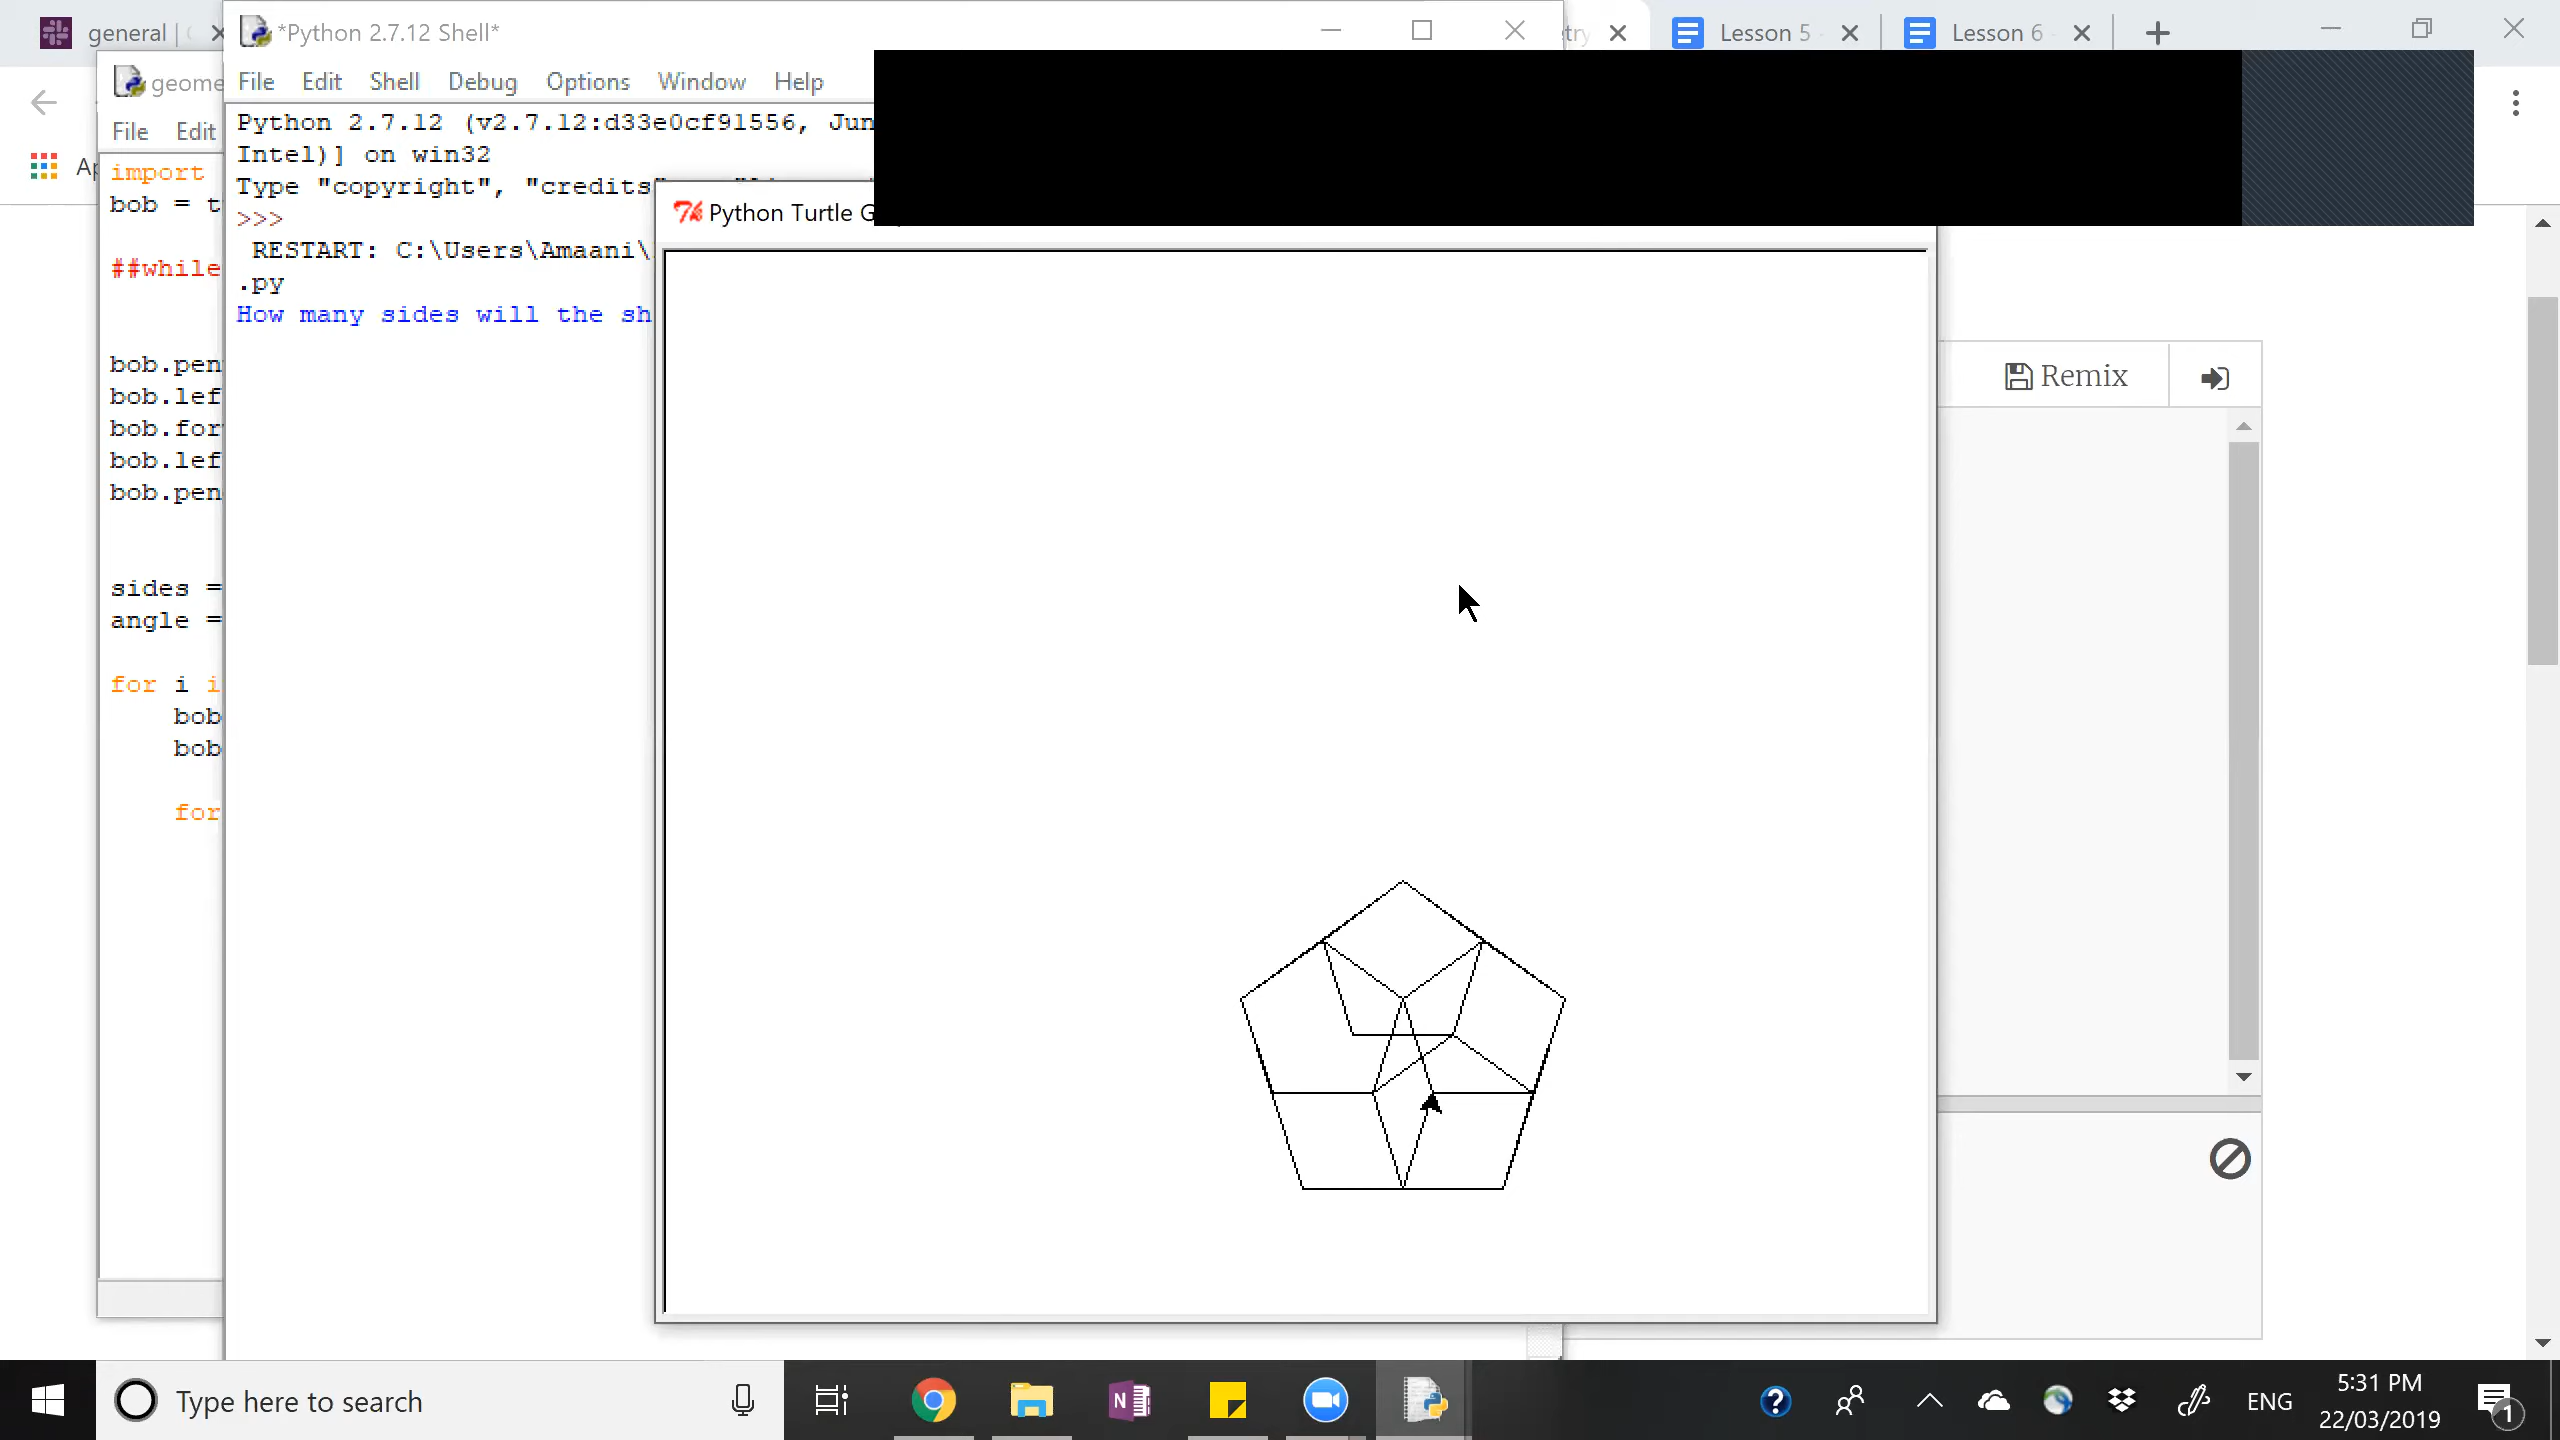 general |
*Python 2.7.12 Shell*
try
Lesson 5
Lesson 6
geome
File Edit Shell Debug Options Window Help
File Edit
Python 2.7.12 (v2.7.12:d33e0cf91556, Jun
Intel)] on win32
Type "copyright", "credits"
>>>
RESTART: C:\Users\Amaani\
.py
How many sides will the sh
Ap
import
bob = t
##while
bob.pen
bob.lef
bob.for
bob.lef
bob.pen
sides =
angle =
for i i
bob
bob
for
Python Turtle G
Remix
Type here to search
ENG
5:31 PM
22/03/2019
1